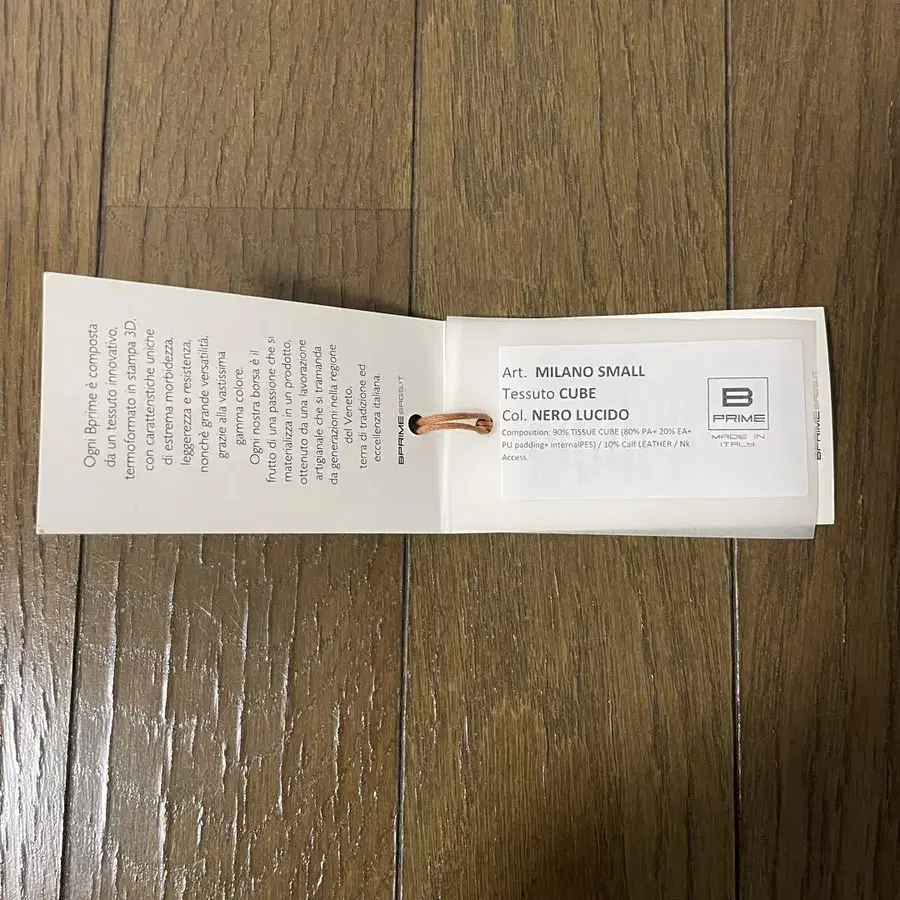 Ogni Bprime è composta
da un tessuto innovativo,
termoformato in stampa 3D.
con caratteristiche uniche
di estrema morbidezza,
leggerezza e resistenza,
nonchè grande versatilità,
grazie alla vastissima
gamma colore.
Ogni nostra borsa è il
frutto di una passione che si
materializza in un prodotto,
ottenuto da una lavorazione
artigianale che si tramanda
da generazioni nella regione
del Veneto,
terra di tradizione ed
eccellenza italiana.
BPRIMEBAGS.IT
Art. MILANO SMALL
Tessuto CUBE
Col. NERO LUCIDO
Composition: 90% TISSUE CUBE (80% PA+ 20% EA+
PU padding+ internalPES) / 10% Calf LEATHER / Nk
Access.
B
PRIME
MADE IN
ITALY
BPRIMEBAGS.IT